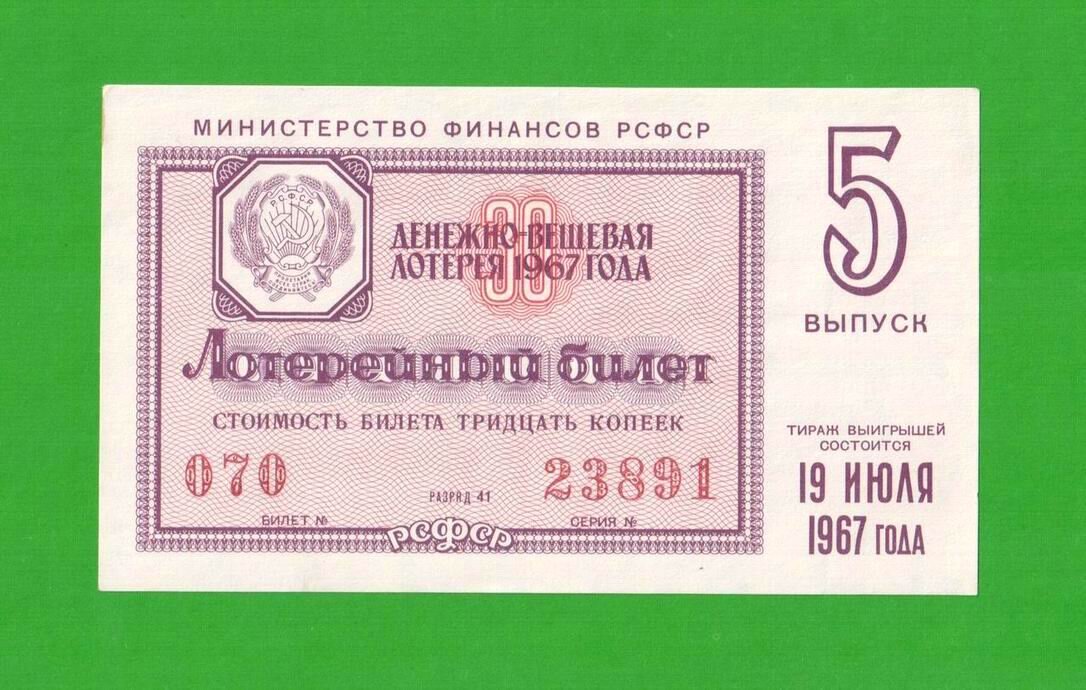 МИНИСТЕРСТВО ФИНАНСОВ РСФСР
РСФСР
30
ДЕНЕЖНО-ВЕЩЕВАЯ
ЛОТЕРЕЯ 1967 ГОДА
Лотерейный билет
СТОИМОСТЬ БИЛЕТА ТРИДЦАТЬ КОПЕЕК
070
РАЗРЯД 41
23891
БИЛЕТ №
СЕРИЯ №
РСФСР
5
ВЫПУСК
ТИРАЖ ВЫИГРЫШЕЙ
СОСТОИТСЯ
19 ИЮЛЯ
1967 ГОДА